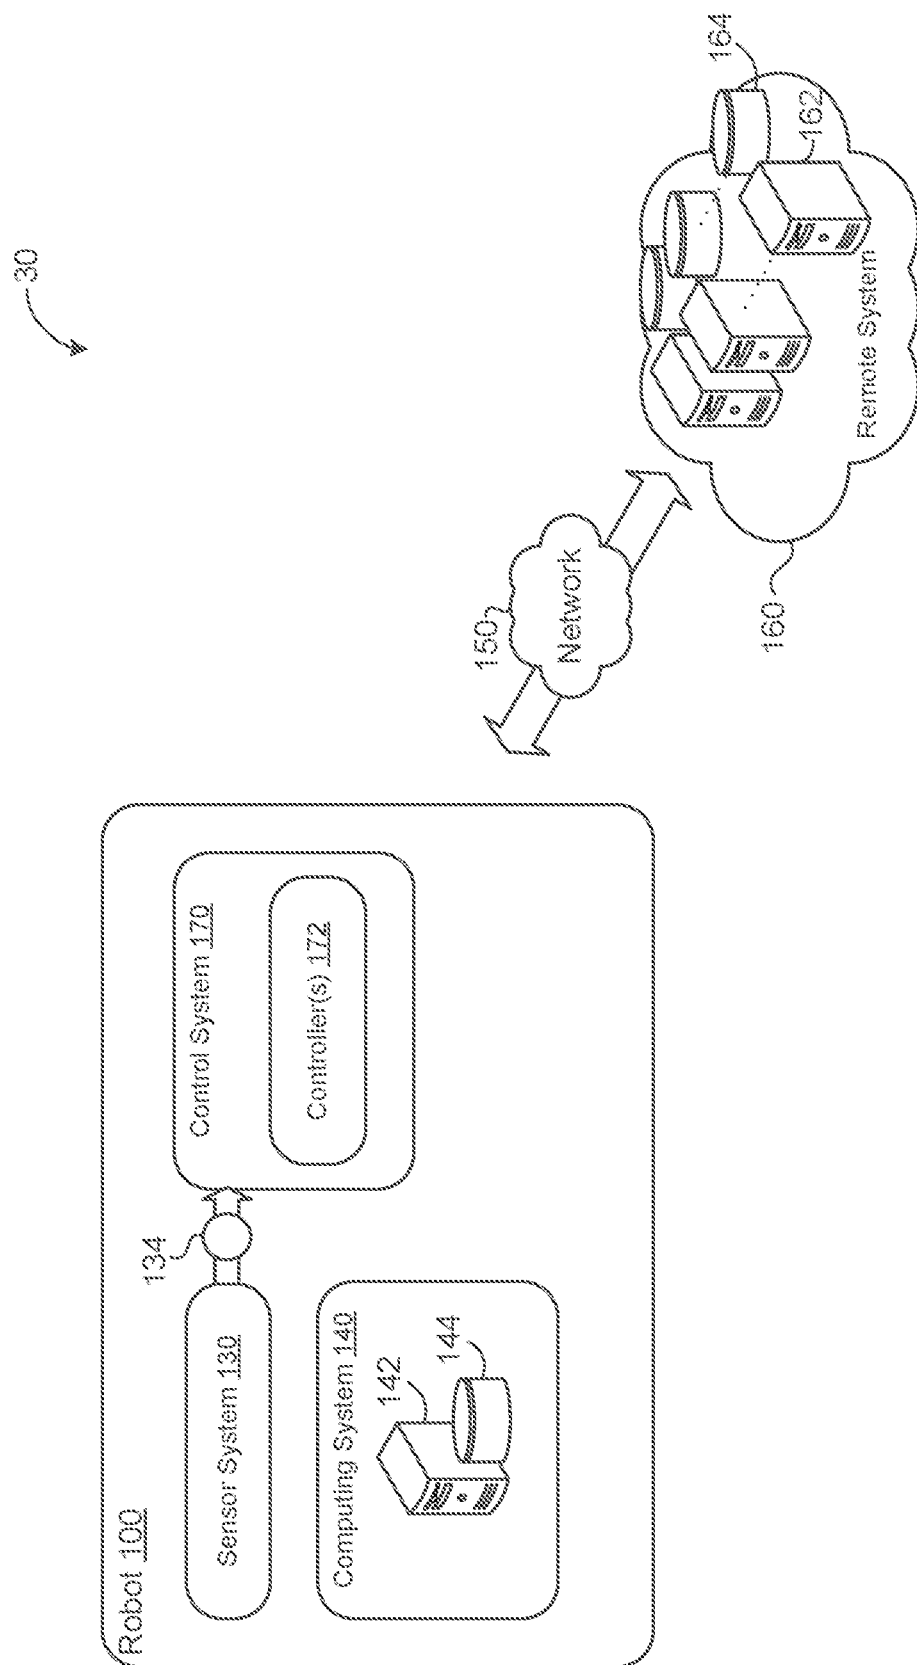 30
Robot 100
Sensor System 130
134
Control System 170
Controller(s) 172
Computing System 140
142
144
150
Network
160
Remote System
162
164